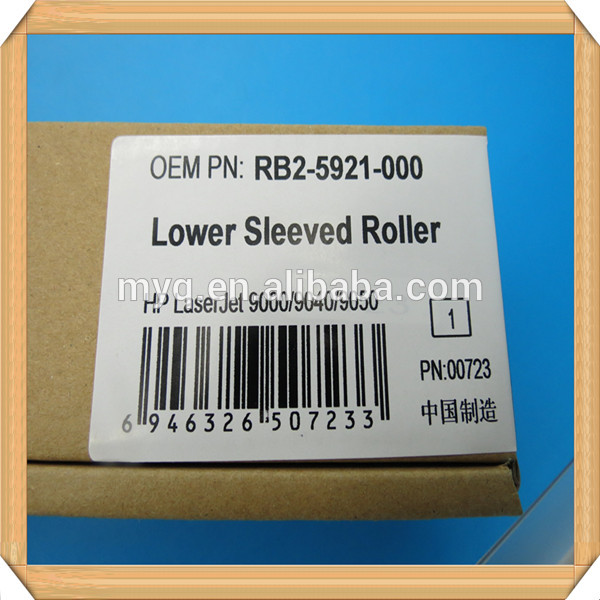 OEM PN: RB2-5921-000
Lower Sleeved Roller
myq.en.alibaba.com
HP LaserJet 9000/9040/9050
1
PN:00723
6 946326 507233
中国制造